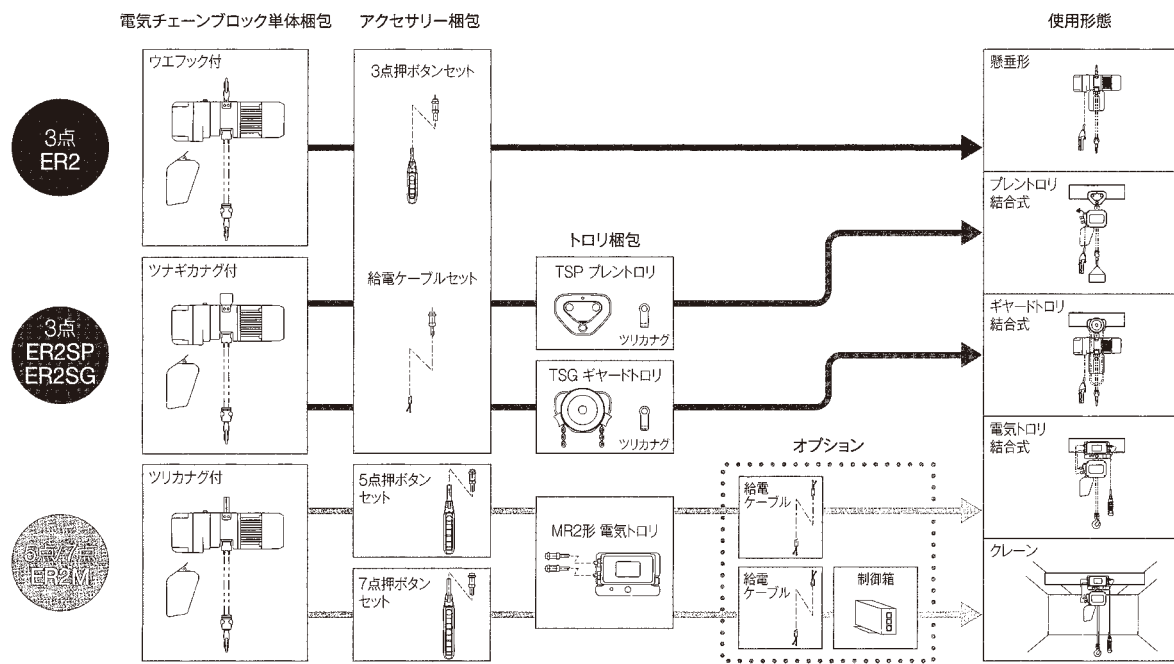 電気チェーンブロック単体梱包
アクセサリー梱包
使用形態
3点
ER2
ウエフック付
3点押ボタンセット
懸垂形
プレントロリ
結合式
3点
ER2SP
ER2SG
ツナギカナグ付
給電ケーブルセット
トロリ梱包
TSP プレントロリ
ツリカナグ
TSG ギヤードトロリ
ツリカナグ
ギヤードトロリ
結合式
5点/7点
ER2M
ツリカナグ付
5点押ボタン
セット
7点押ボタン
セット
MR2形 電気トロリ
オプション
給電
ケーブル
給電
ケーブル
制御箱
電気トロリ
結合式
クレーン